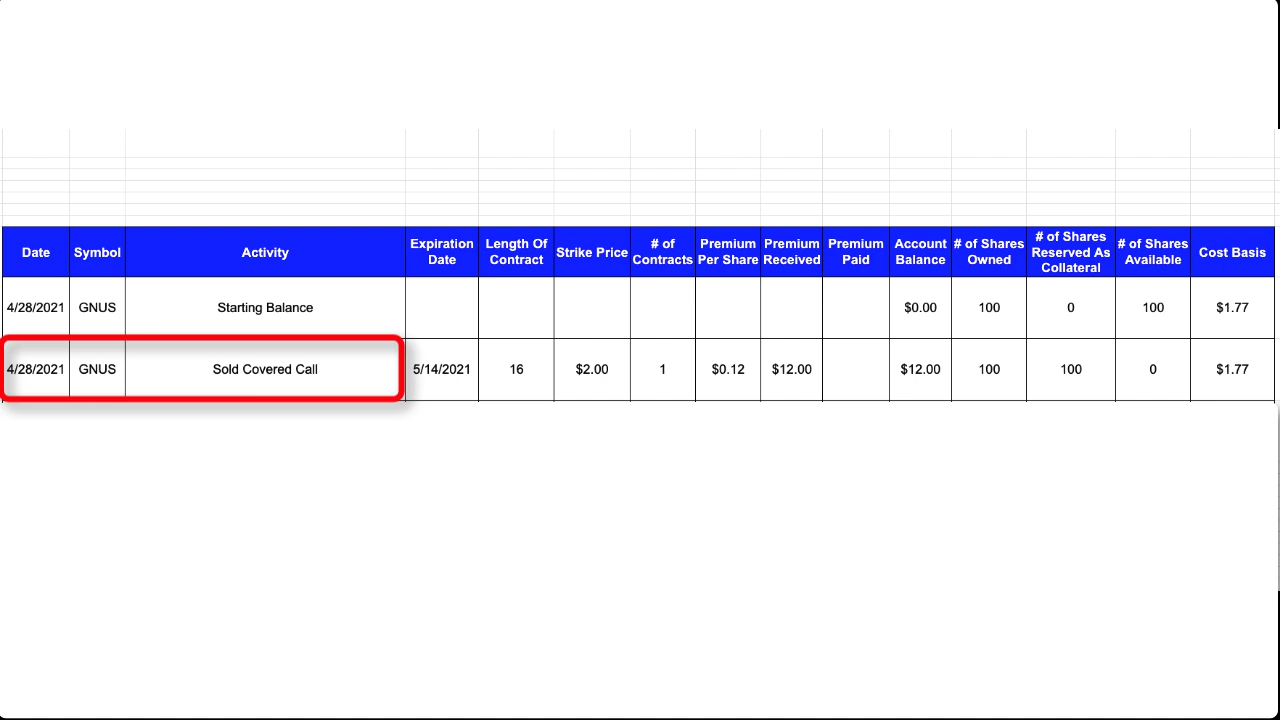 Date Symbol Activity Expiration Date Length Of Contract Strike Price # of Contracts Premium Per Share Premium Received Premium Paid Account Balance # of Shares Owned # of Shares Reserved As Collateral # of Shares Available Cost Basis
4/28/2021 GNUS Starting Balance $0.00 100 0 100 $1.77
4/28/2021 GNUS Sold Covered Call 5/14/2021 16 $2.00 1 $0.12 $12.00 $12.00 100 100 0 $1.77